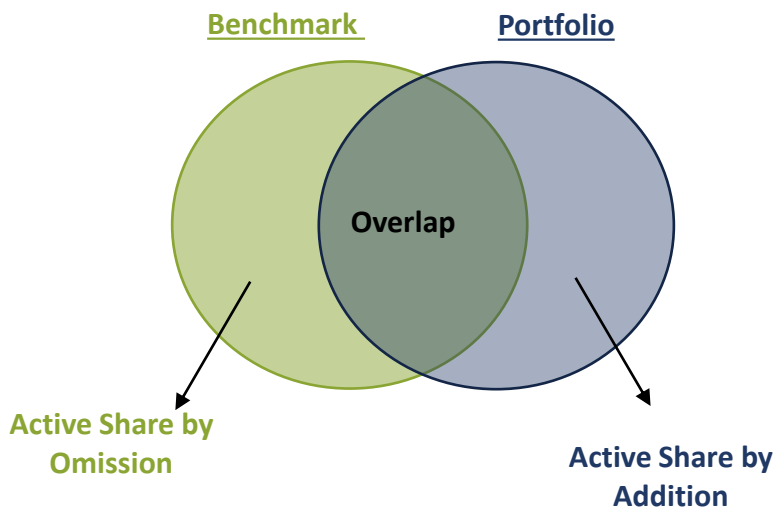 Benchmark
Portfolio
Overlap
Active Share by
Omission
Active Share by
Addition